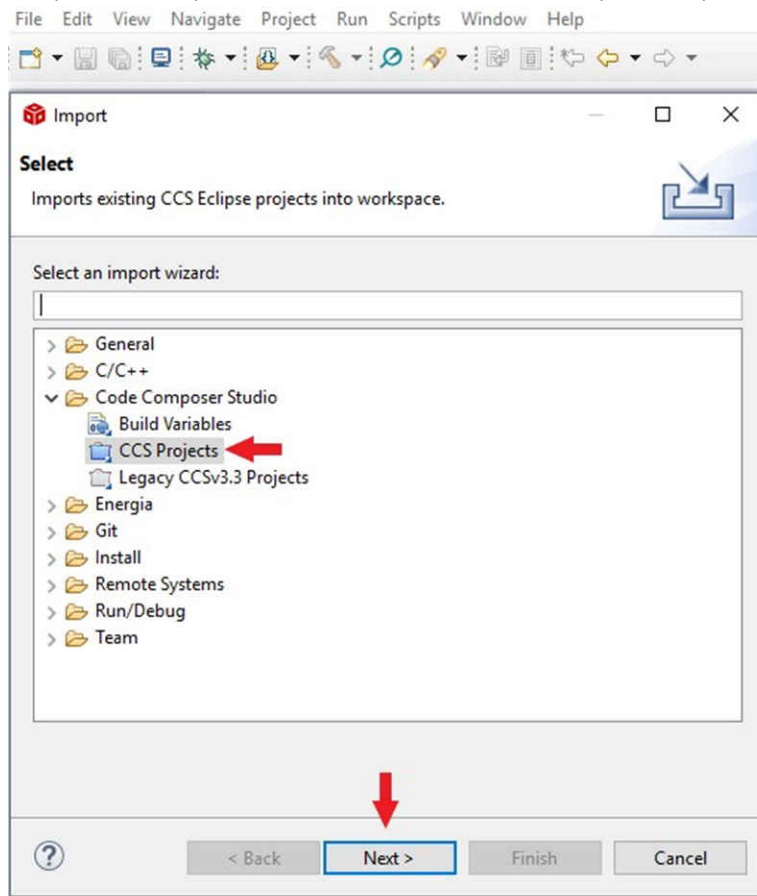 File Edit View Navigate Project Run Scripts Window Help
Import
Select
Imports existing CCS Eclipse projects into workspace.
Select an import wizard:
General
C/C++
Code Composer Studio
Build Variables
CCS Projects
Legacy CCSv3.3 Projects
Energia
Git
Install
Remote Systems
Run/Debug
Team
< Back Next > Finish Cancel